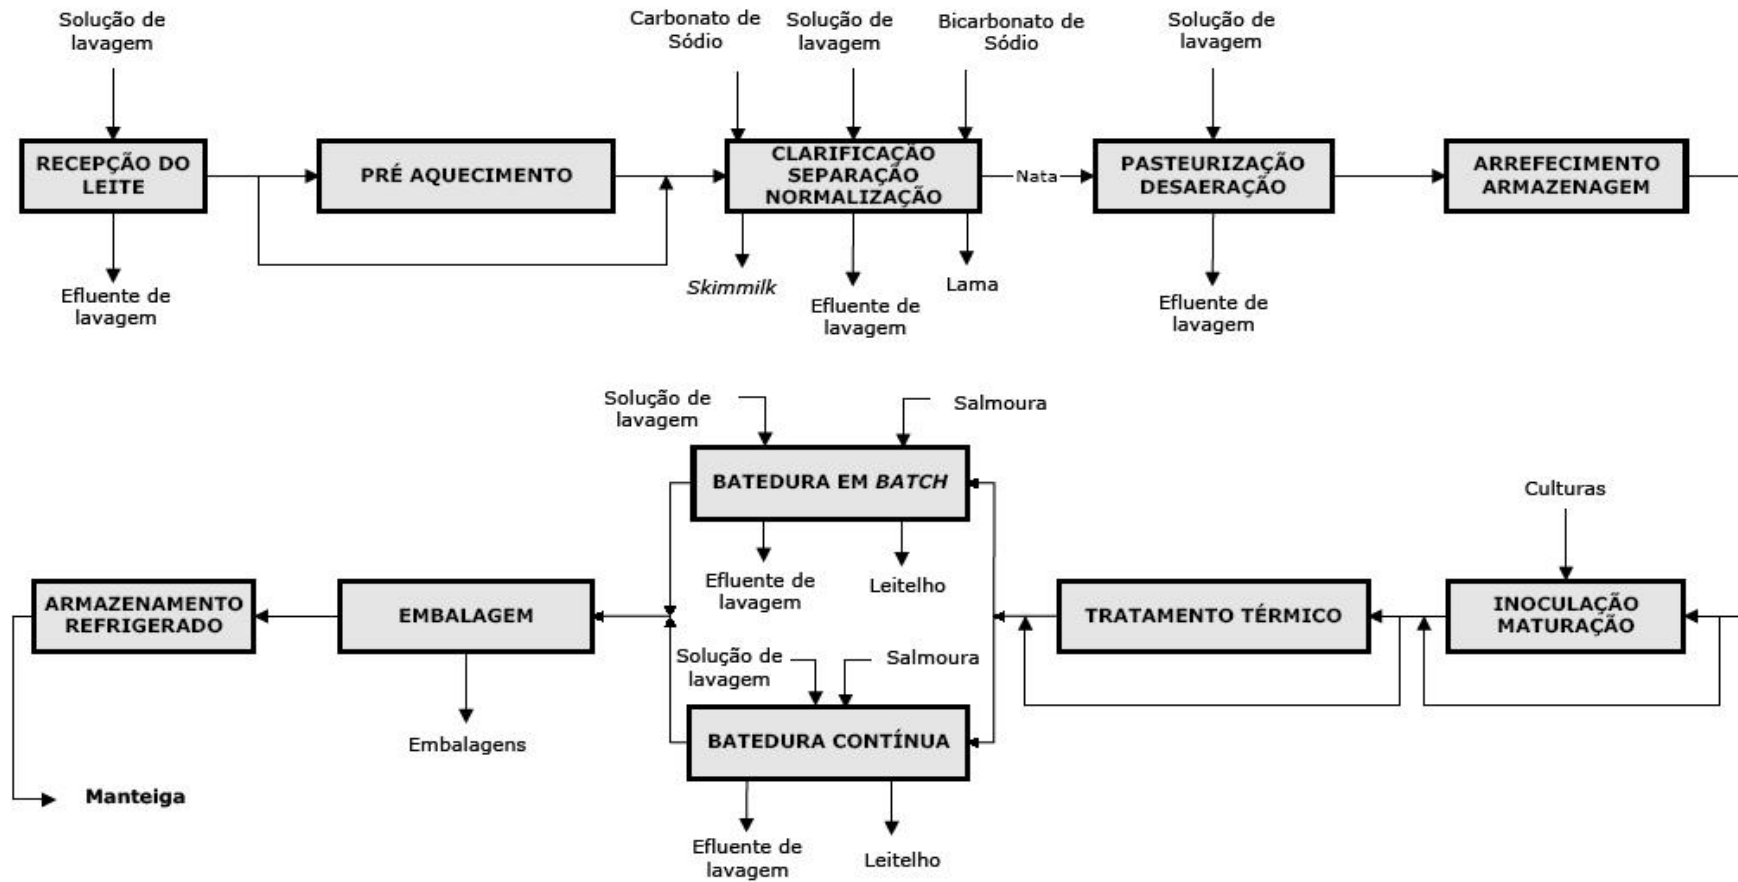 Solução de
lavagem
Carbonato de
Sódio
Solução de
lavagem
Bicarbonato de
Sódio
Solução de
lavagem
RECEPÇÃO DO
LEITE
PRÉ AQUECIMENTO
CLARIFICAÇÃO
SEPARAÇÃO
NORMALIZAÇÃO
Nata
PASTEURIZAÇÃO
DESAERAÇÃO
ARREFECIMENTO
ARMAZENAGEM
Efluente de
lavagem
Skimmilk
Efluente de
lavagem
Lama
Efluente de
lavagem
Solução de
lavagem
Salmoura
BATEDURA EM BATCH
Culturas
Efluente de
lavagem
Leitelho
ARMAZENAMENTO
REFRIGERADO
EMBALAGEM
TRATAMENTO TÉRMICO
INOCULAÇÃO
MATURAÇÃO
Solução de
lavagem
Salmoura
BATEDURA CONTÍNUA
Embalagens
Manteiga
Efluente de
lavagem
Leitelho